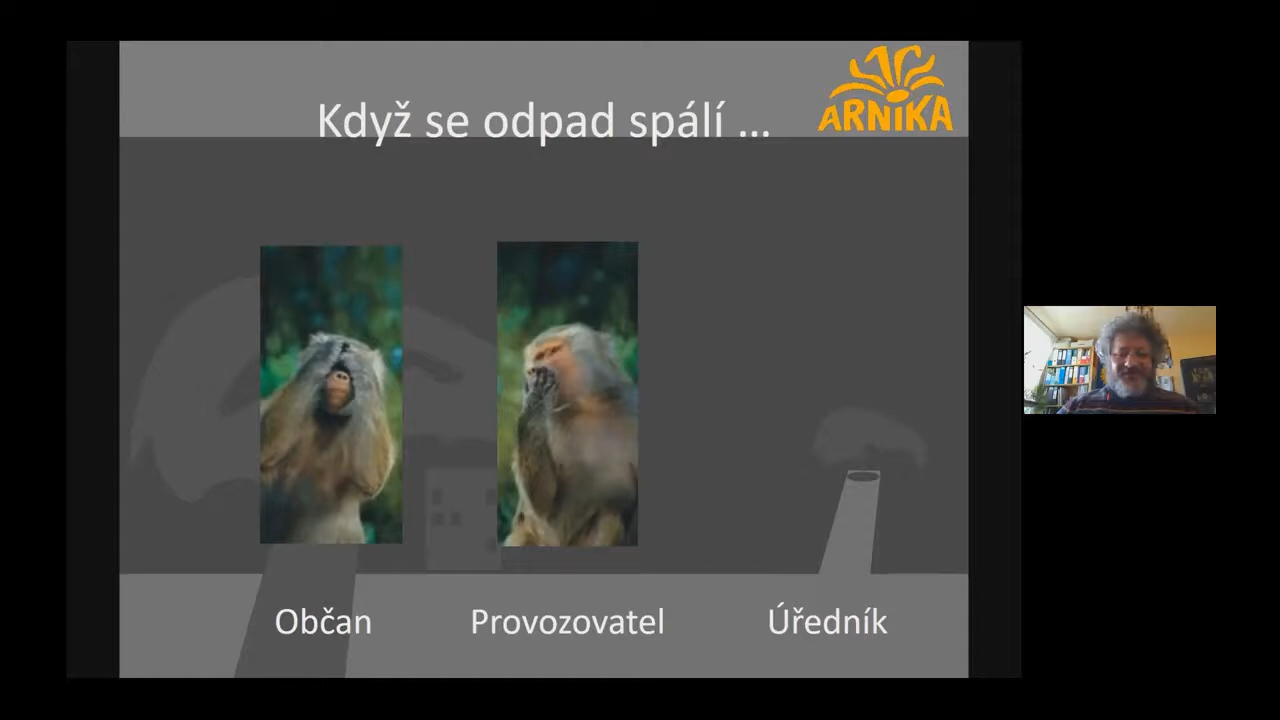 Když se odpad spálí ...
ARNIKA
Občan
Provozovatel
Úředník